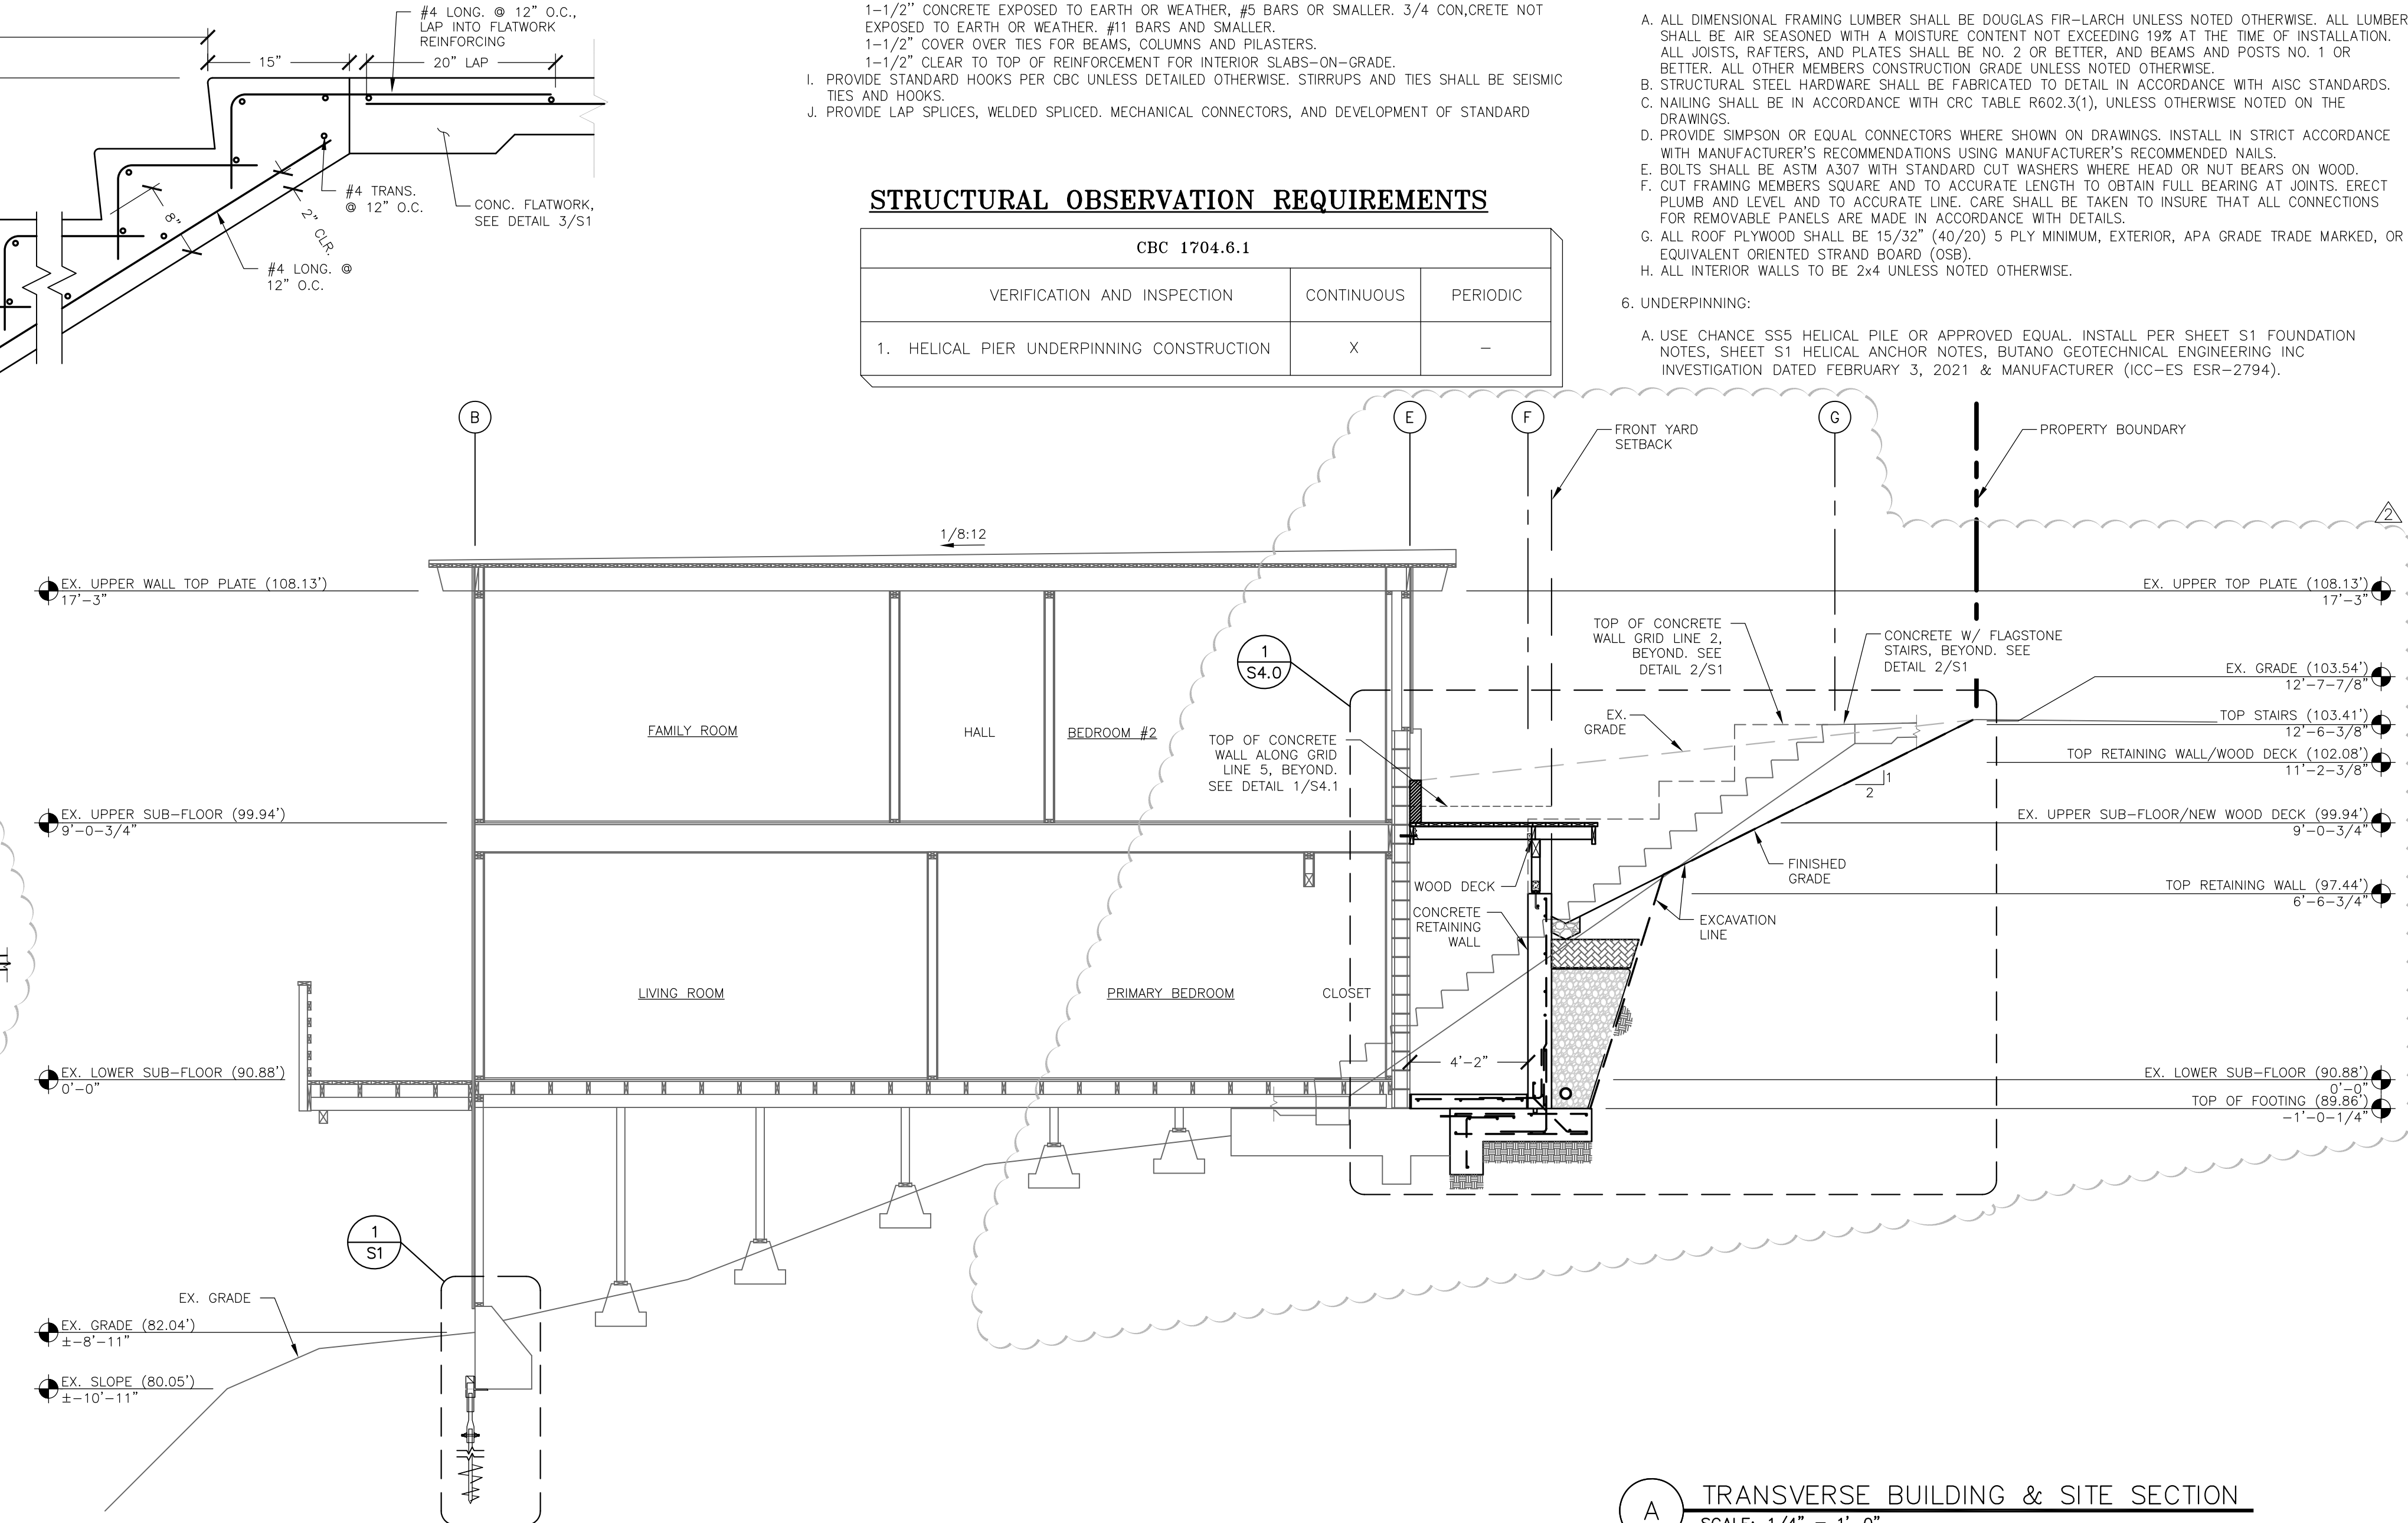 #4 LONG. @ 12" O.C.,
LAP INTO FLATWORK
REINFORCING
15"
20" LAP
8"
2" CLR.
#4 TRANS.
@ 12" O.C.
CONC. FLATWORK,
SEE DETAIL 3/S1
#4 LONG. @
12" O.C.
1-1/2'' CONCRETE EXPOSED TO EARTH OR WEATHER, #5 BARS OR SMALLER. 3/4 CON,CRETE NOT
EXPOSED TO EARTH OR WEATHER. #11 BARS AND SMALLER.
1-1/2" COVER OVER TIES FOR BEAMS, COLUMNS AND PILASTERS.
1-1/2" CLEAR TO TOP OF REINFORCEMENT FOR INTERIOR SLABS-ON-GRADE.
I. PROVIDE STANDARD HOOKS PER CBC UNLESS DETAILED OTHERWISE. STIRRUPS AND TIES SHALL BE SEISMIC
TIES AND HOOKS.
J. PROVIDE LAP SPLICES, WELDED SPLICED. MECHANICAL CONNECTORS, AND DEVELOPMENT OF STANDARD
STRUCTURAL OBSERVATION REQUIREMENTS
CBC 1704.6.1
VERIFICATION AND INSPECTION CONTINUOUS PERIODIC
1. HELICAL PIER UNDERPINNING CONSTRUCTION X -
A. ALL DIMENSIONAL FRAMING LUMBER SHALL BE DOUGLAS FIR-LARCH UNLESS NOTED OTHERWISE. ALL LUMBER
SHALL BE AIR SEASONED WITH A MOISTURE CONTENT NOT EXCEEDING 19% AT THE TIME OF INSTALLATION.
ALL JOISTS, RAFTERS, AND PLATES SHALL BE NO. 2 OR BETTER, AND BEAMS AND POSTS NO. 1 OR
BETTER. ALL OTHER MEMBERS CONSTRUCTION GRADE UNLESS NOTED OTHERWISE.
B. STRUCTURAL STEEL HARDWARE SHALL BE FABRICATED TO DETAIL IN ACCORDANCE WITH AISC STANDARDS.
C. NAILING SHALL BE IN ACCORDANCE WITH CRC TABLE R602.3(1), UNLESS OTHERWISE NOTED ON THE
DRAWINGS.
D. PROVIDE SIMPSON OR EQUAL CONNECTORS WHERE SHOWN ON DRAWINGS. INSTALL IN STRICT ACCORDANCE
WITH MANUFACTURER'S RECOMMENDATIONS USING MANUFACTURER'S RECOMMENDED NAILS.
E. BOLTS SHALL BE ASTM A307 WITH STANDARD CUT WASHERS WHERE HEAD OR NUT BEARS ON WOOD.
F. CUT FRAMING MEMBERS SQUARE AND TO ACCURATE LENGTH TO OBTAIN FULL BEARING AT JOINTS. ERECT
PLUMB AND LEVEL AND TO ACCURATE LINE. CARE SHALL BE TAKEN TO INSURE THAT ALL CONNECTIONS
FOR REMOVABLE PANELS ARE MADE IN ACCORDANCE WITH DETAILS.
G. ALL ROOF PLYWOOD SHALL BE 15/32" (40/20) 5 PLY MINIMUM, EXTERIOR, APA GRADE TRADE MARKED, OR
EQUIVALENT ORIENTED STRAND BOARD (OSB).
H. ALL INTERIOR WALLS TO BE 2x4 UNLESS NOTED OTHERWISE.
6. UNDERPINNING:
A. USE CHANCE SS5 HELICAL PILE OR APPROVED EQUAL. INSTALL PER SHEET S1 FOUNDATION
NOTES, SHEET S1 HELICAL ANCHOR NOTES, BUTANO GEOTECHNICAL ENGINEERING INC
INVESTIGATION DATED FEBRUARY 3, 2021 & MANUFACTURER (ICC-ES ESR-2794).
B
E
F
G
FRONT YARD
SETBACK
PROPERTY BOUNDARY
2
1/8:12
EX. UPPER WALL TOP PLATE (108.13')
17'-3"
EX. UPPER SUB-FLOOR (99.94')
9'-0-3/4"
EX. LOWER SUB-FLOOR (90.88')
0'-0"
EX. GRADE
EX. GRADE (82.04')
±-8'-11"
EX. SLOPE (80.05')
±-10'-11"
1
S1
FAMILY ROOM
HALL
BEDROOM #2
LIVING ROOM
PRIMARY BEDROOM
CLOSET
1
S4.0
TOP OF CONCRETE
WALL ALONG GRID
LINE 5, BEYOND.
SEE DETAIL 1/S4.1
EX.
GRADE
TOP OF CONCRETE
WALL GRID LINE 2,
BEYOND. SEE
DETAIL 2/S1
CONCRETE W/ FLAGSTONE
STAIRS, BEYOND. SEE
DETAIL 2/S1
1
2
WOOD DECK
CONCRETE
RETAINING
WALL
FINISHED
GRADE
EXCAVATION
LINE
4'-2"
EX. UPPER TOP PLATE (108.13')
17'-3"
EX. GRADE (103.54')
12'-7-7/8"
TOP STAIRS (103.41')
12'-6-3/8"
TOP RETAINING WALL/WOOD DECK (102.08')
11'-2-3/8"
EX. UPPER SUB-FLOOR/NEW WOOD DECK (99.94')
9'-0-3/4"
TOP RETAINING WALL (97.44')
6'-6-3/4"
EX. LOWER SUB-FLOOR (90.88')
0'-0"
TOP OF FOOTING (89.86')
-1'-0-1/4"
A
TRANSVERSE BUILDING & SITE SECTION
SCALE: 1/4" = 1'-0"